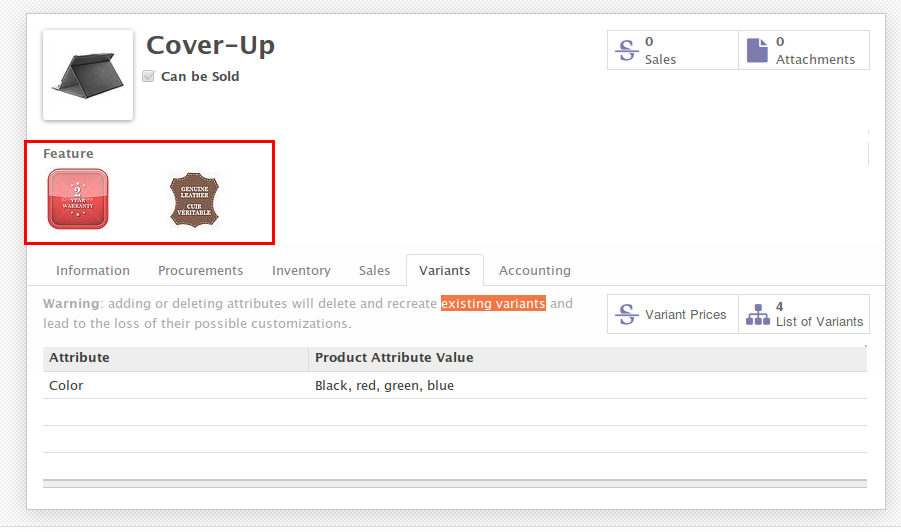 Cover-Up
Can be Sold
0
Sales
0
Attachments
Feature
2
YEAR
WARRANTY
GENUINE
LEATHER
CUIR
VÉRITABLE
Information Procurements Inventory Sales Variants Accounting
Warning: adding or deleting attributes will delete and recreate existing variants and
lead to the loss of their possible customizations.
Variant Prices
4
List of Variants
Attribute Product Attribute Value
Color Black, red, green, blue